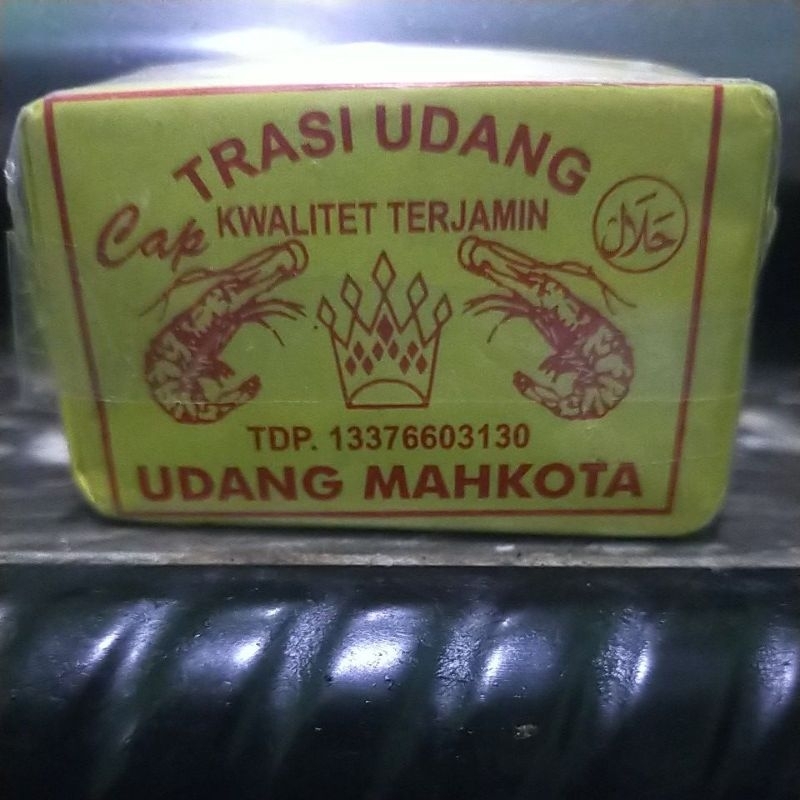 TRASI UDANG
Cap KWALITET TERJAMIN
حلال
TDP. 13376603130
UDANG MAHKOTA